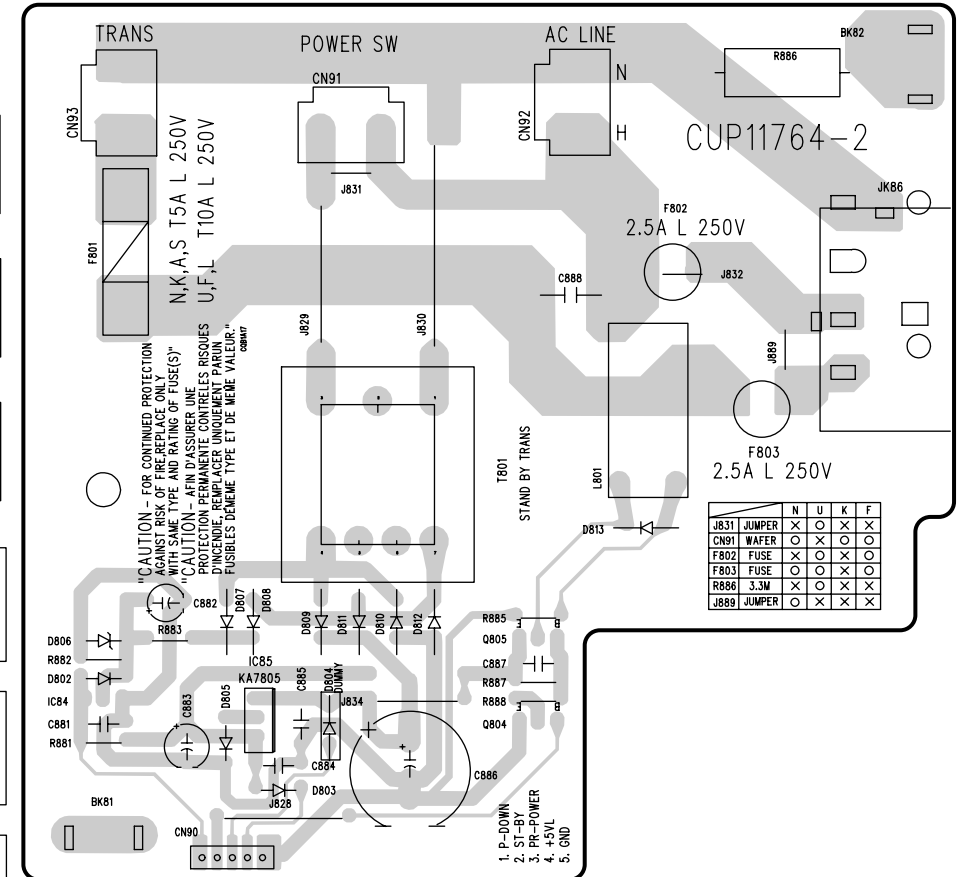 TRANS
POWER SW
AC LINE
BK82
R886
CN91
N
CN93
CN92
H
CUP11764-2
J831
JK86
F802
2.5A L 250V
F801
N,K,A,S T5A L 250V
U,F,L T10A L 250V
J832
C888
J829
J830
J889
CQB1A17
"CAUTION - FOR CONTINUED PROTECTION
AGAINST RISK OF FIRE,REPLACE ONLY
WITH SAME TYPE AND RATING OF FUSE(S)"
"CAUTION - AFIN D'ASSURER UNE
PROTECTION PERMANENTE CONTRELES RISQUES
D'INCENDIE, REMPLACER UNIQUEMENT PARUN
FUSIBLES DEMEME TYPE ET DE MEME VALEUR."
F803
2.5A L 250V
T801
STAND BY TRANS
L801
D813
N U K F
J831 JUMPER X O X X
CN91 WAFER O X O O
F802 FUSE X O X O
F803 FUSE O O X O
R886 3.3M X O X X
J889 JUMPER O X X X
C882
D807
D808
R883
D809
D811
D810
D812
R885
D806
Q805
R882
IC85
C887
D802
KA7805
C885
D804
DUMMY
R887
IC84
C883
D805
J834
R888
C881
Q804
R881
C884
C886
D803
J828
BK81
CN90
1. P-DOWN
2. ST-BY
3. PR-POWER
4. +5VL
5. GND